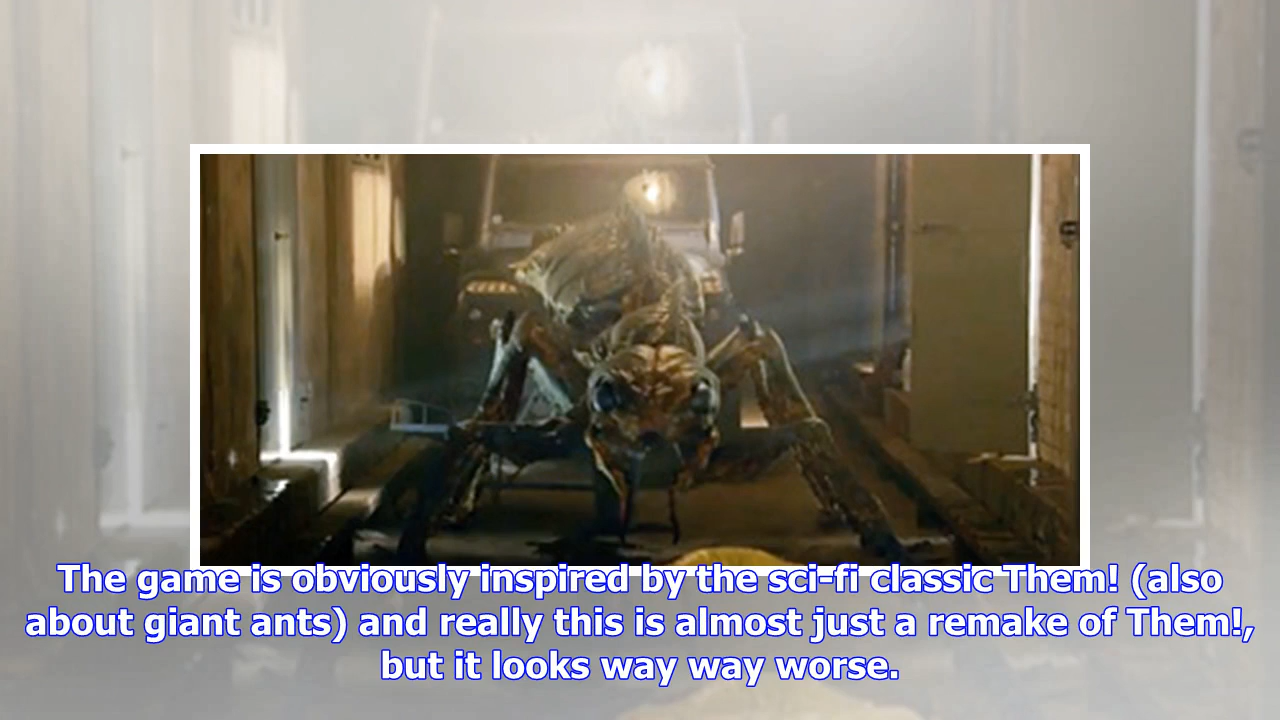 The game is obviously inspired by the sci-fi classic Them! (also
about giant ants) and really this is almost just a remake of Them!,
but it looks way way worse.